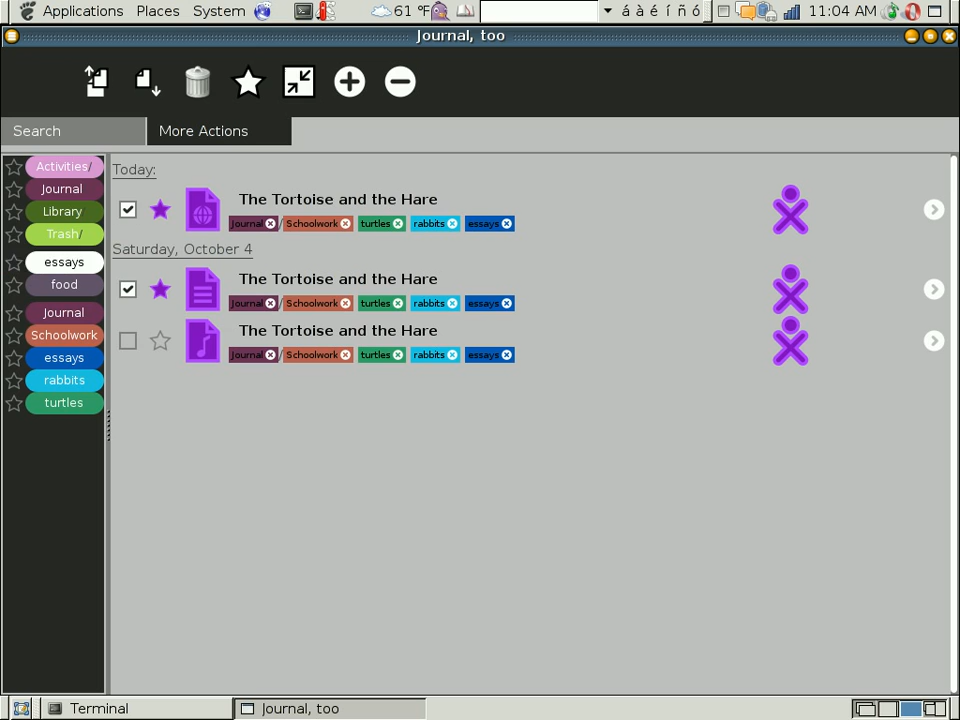 Applications Places System 61 °F á à é í ñ ó 11:04 AM
Journal, too
Search More Actions
Activities/
Journal
Library
Trash/
essays
food
Journal
Schoolwork
essays
rabbits
turtles
Today:
The Tortoise and the Hare
Journal / Schoolwork turtles rabbits essays
Saturday, October 4
The Tortoise and the Hare
Journal / Schoolwork turtles rabbits essays
The Tortoise and the Hare
Journal / Schoolwork turtles rabbits essays
Terminal Journal, too